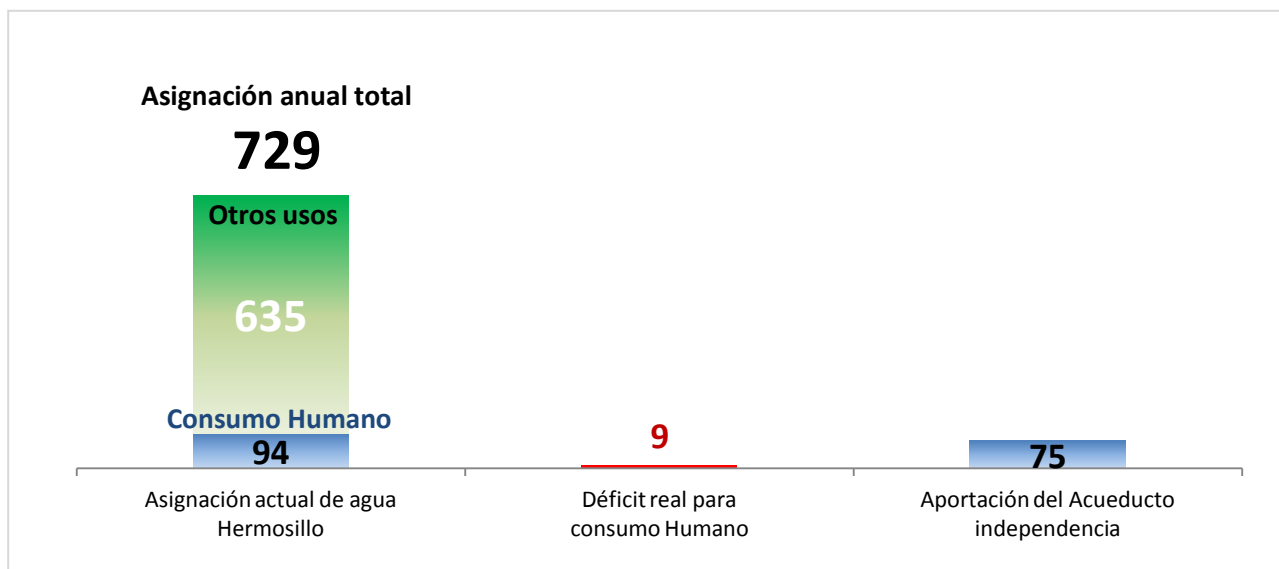 Asignación anual total
729
Otros usos
635
Consumo Humano
94
9
75
Asignación actual de agua
Hermosillo
Déficit real para
consumo Humano
Aportación del Acueducto
independencia